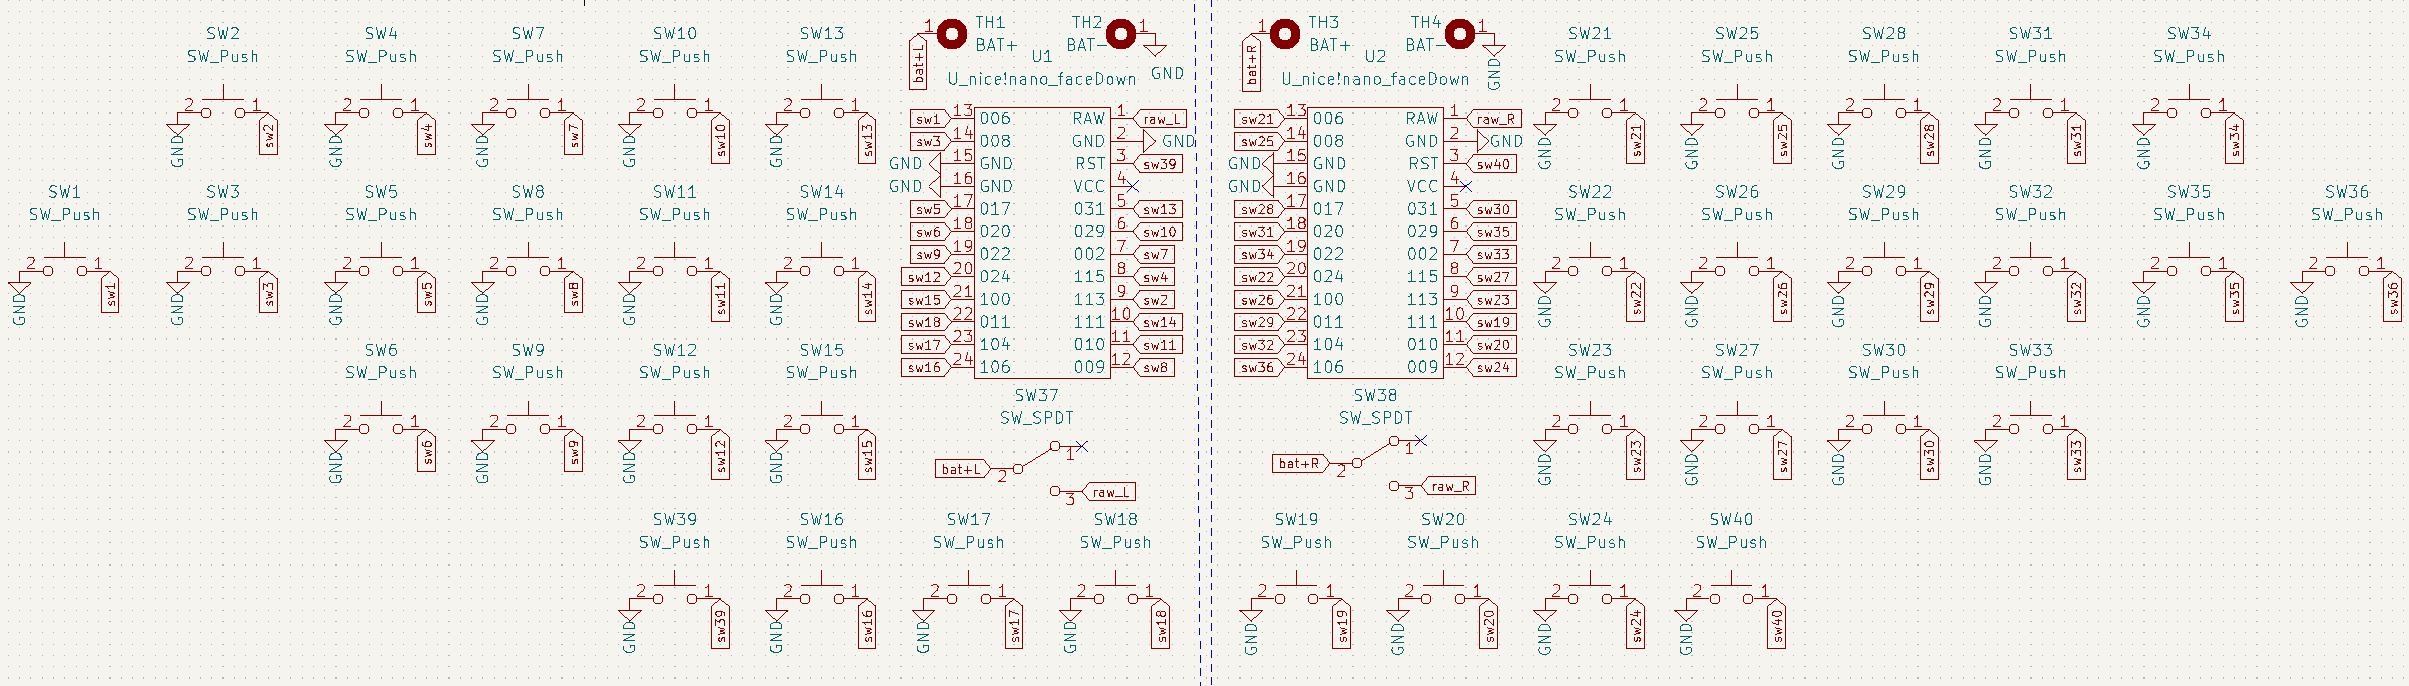 SW2 SW4 SW7 SW10 SW13
SW_Push SW_Push SW_Push SW_Push SW_Push
2 1 2 1 2 1 2 1 2 1
GND sw2 GND sw4 GND sw7 GND sw10 GND sw13
SW1 SW3 SW5 SW8 SW11 SW14
SW_Push SW_Push SW_Push SW_Push SW_Push SW_Push
2 1 2 1 2 1 2 1 2 1 2 1
GND sw1 GND sw3 GND sw5 GND sw8 GND sw11 GND sw14
SW6 SW9 SW12 SW15
SW_Push SW_Push SW_Push SW_Push
2 1 2 1 2 1 2 1
GND sw6 GND sw9 GND sw12 GND sw15
1 TH1 TH2 1
bat+L BAT+ BAT- GND
U1
U_nice!nano_faceDown
sw1 13 006 RAW 1 raw_L
sw3 14 008 GND 2 GND
GND 15 GND RST 3 sw39
GND 16 GND VCC 4
sw5 17 017 031 5 sw13
sw6 18 020 029 6 sw10
sw9 19 022 002 7 sw7
sw12 20 024 115 8 sw4
sw15 21 100 113 9 sw2
sw18 22 011 111 10 sw14
sw17 23 104 010 11 sw11
sw16 24 106 009 12 sw8
SW37
SW_SPDT
1
bat+L 2
3 raw_L
SW39 SW16 SW17 SW18
SW_Push SW_Push SW_Push SW_Push
2 1 2 1 2 1 2 1
GND sw39 GND sw16 GND sw17 GND sw18
1 TH3 TH4 1
bat+R BAT+ BAT- GND
U2
U_nice!nano_faceDown
sw21 13 006 RAW 1 raw_R
sw25 14 008 GND 2 GND
GND 15 GND RST 3 sw40
GND 16 GND VCC 4
sw28 17 017 031 5 sw30
sw31 18 020 029 6 sw35
sw34 19 022 002 7 sw33
sw22 20 024 115 8 sw27
sw26 21 100 113 9 sw23
sw29 22 011 111 10 sw19
sw32 23 104 010 11 sw20
sw36 24 106 009 12 sw24
SW38
SW_SPDT
1
bat+R 2
3 raw_R
SW21 SW25 SW28 SW31 SW34
SW_Push SW_Push SW_Push SW_Push SW_Push
2 1 2 1 2 1 2 1 2 1
GND sw21 GND sw25 GND sw28 GND sw31 GND sw34
SW22 SW26 SW29 SW32 SW35 SW36
SW_Push SW_Push SW_Push SW_Push SW_Push SW_Push
2 1 2 1 2 1 2 1 2 1 2 1
GND sw22 GND sw26 GND sw29 GND sw32 GND sw35 GND sw36
SW23 SW27 SW30 SW33
SW_Push SW_Push SW_Push SW_Push
2 1 2 1 2 1 2 1
GND sw23 GND sw27 GND sw30 GND sw33
SW19 SW20 SW24 SW40
SW_Push SW_Push SW_Push SW_Push
2 1 2 1 2 1 2 1
GND sw19 GND sw20 GND sw24 GND sw40